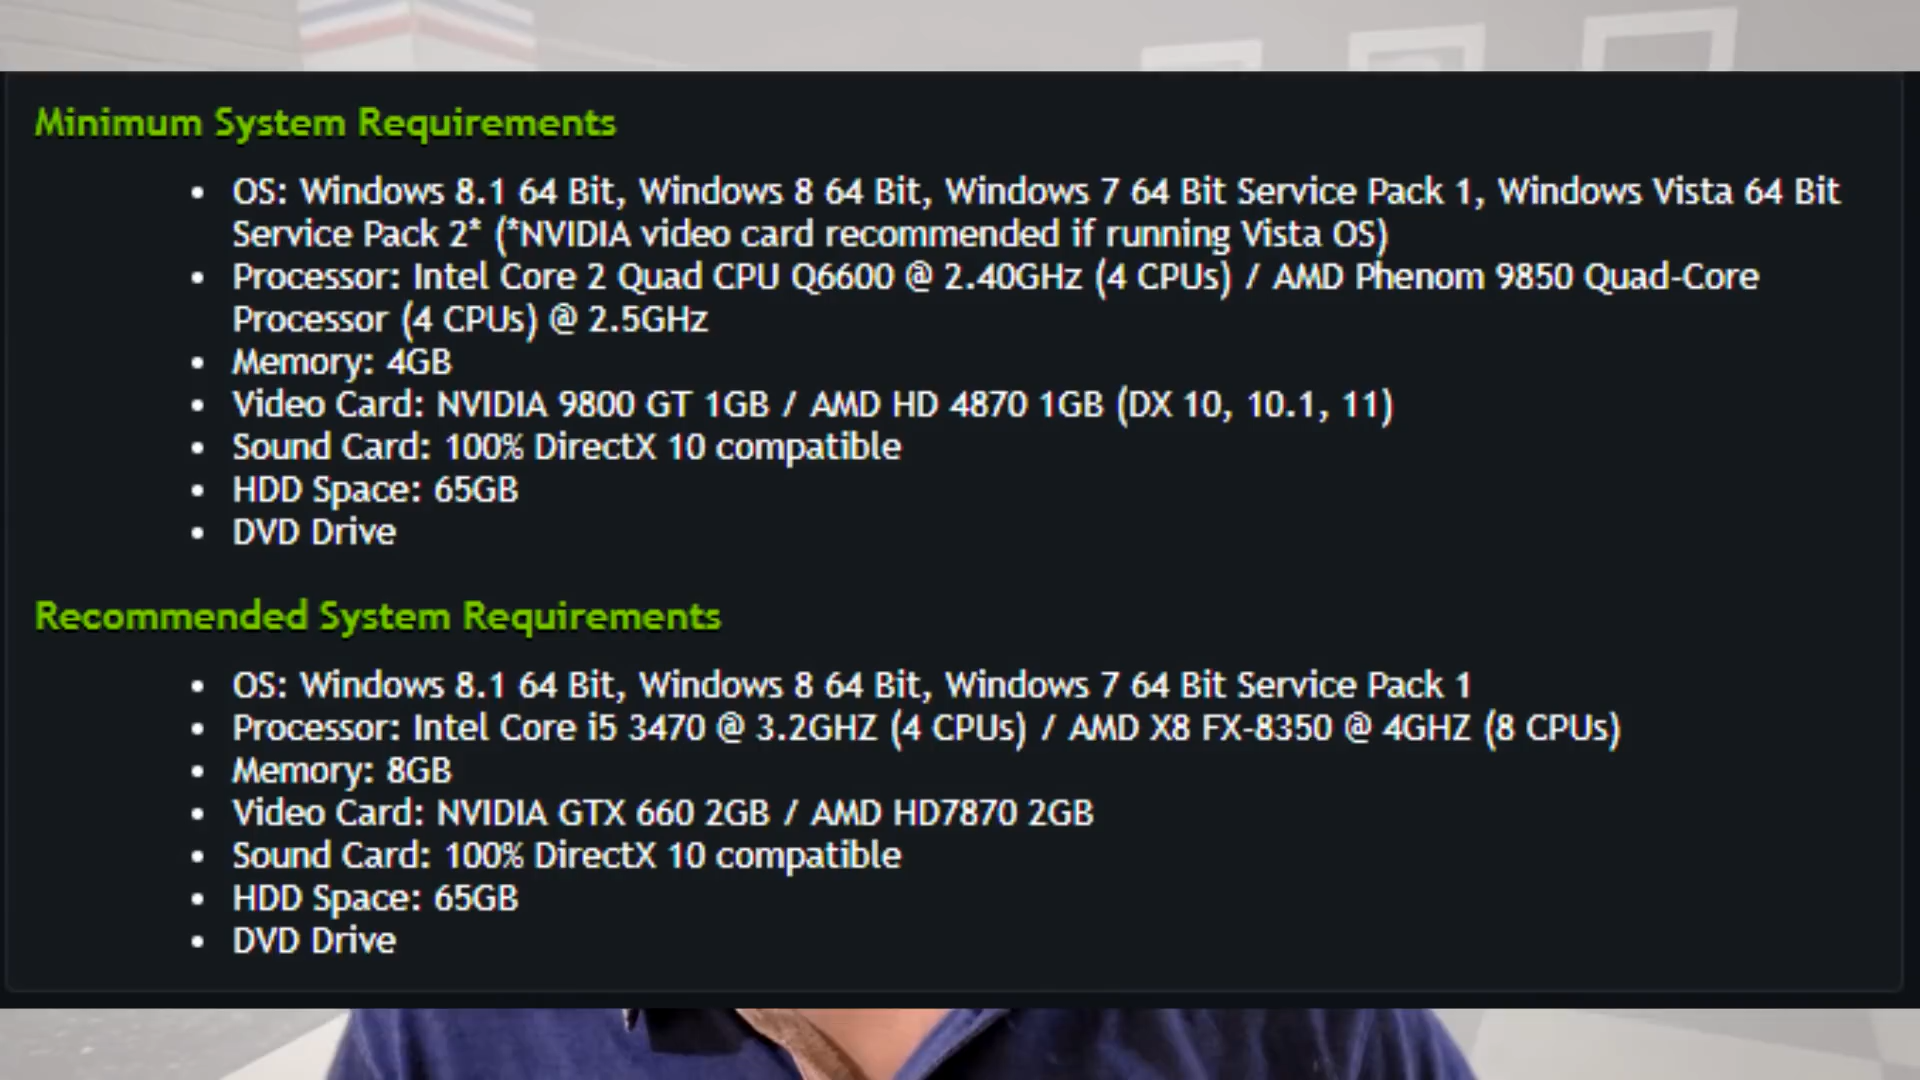 Minimum System Requirements
• OS: Windows 8.1 64 Bit, Windows 8 64 Bit, Windows 7 64 Bit Service Pack 1, Windows Vista 64 Bit
Service Pack 2* (*NVIDIA video card recommended if running Vista OS)
• Processor: Intel Core 2 Quad CPU Q6600 @ 2.40GHz (4 CPUs) / AMD Phenom 9850 Quad-Core
Processor (4 CPUs) @ 2.5GHz
• Memory: 4GB
• Video Card: NVIDIA 9800 GT 1GB / AMD HD 4870 1GB (DX 10, 10.1, 11)
• Sound Card: 100% DirectX 10 compatible
• HDD Space: 65GB
• DVD Drive
Recommended System Requirements
• OS: Windows 8.1 64 Bit, Windows 8 64 Bit, Windows 7 64 Bit Service Pack 1
• Processor: Intel Core i5 3470 @ 3.2GHZ (4 CPUs) / AMD X8 FX-8350 @ 4GHZ (8 CPUs)
• Memory: 8GB
• Video Card: NVIDIA GTX 660 2GB / AMD HD7870 2GB
• Sound Card: 100% DirectX 10 compatible
• HDD Space: 65GB
• DVD Drive